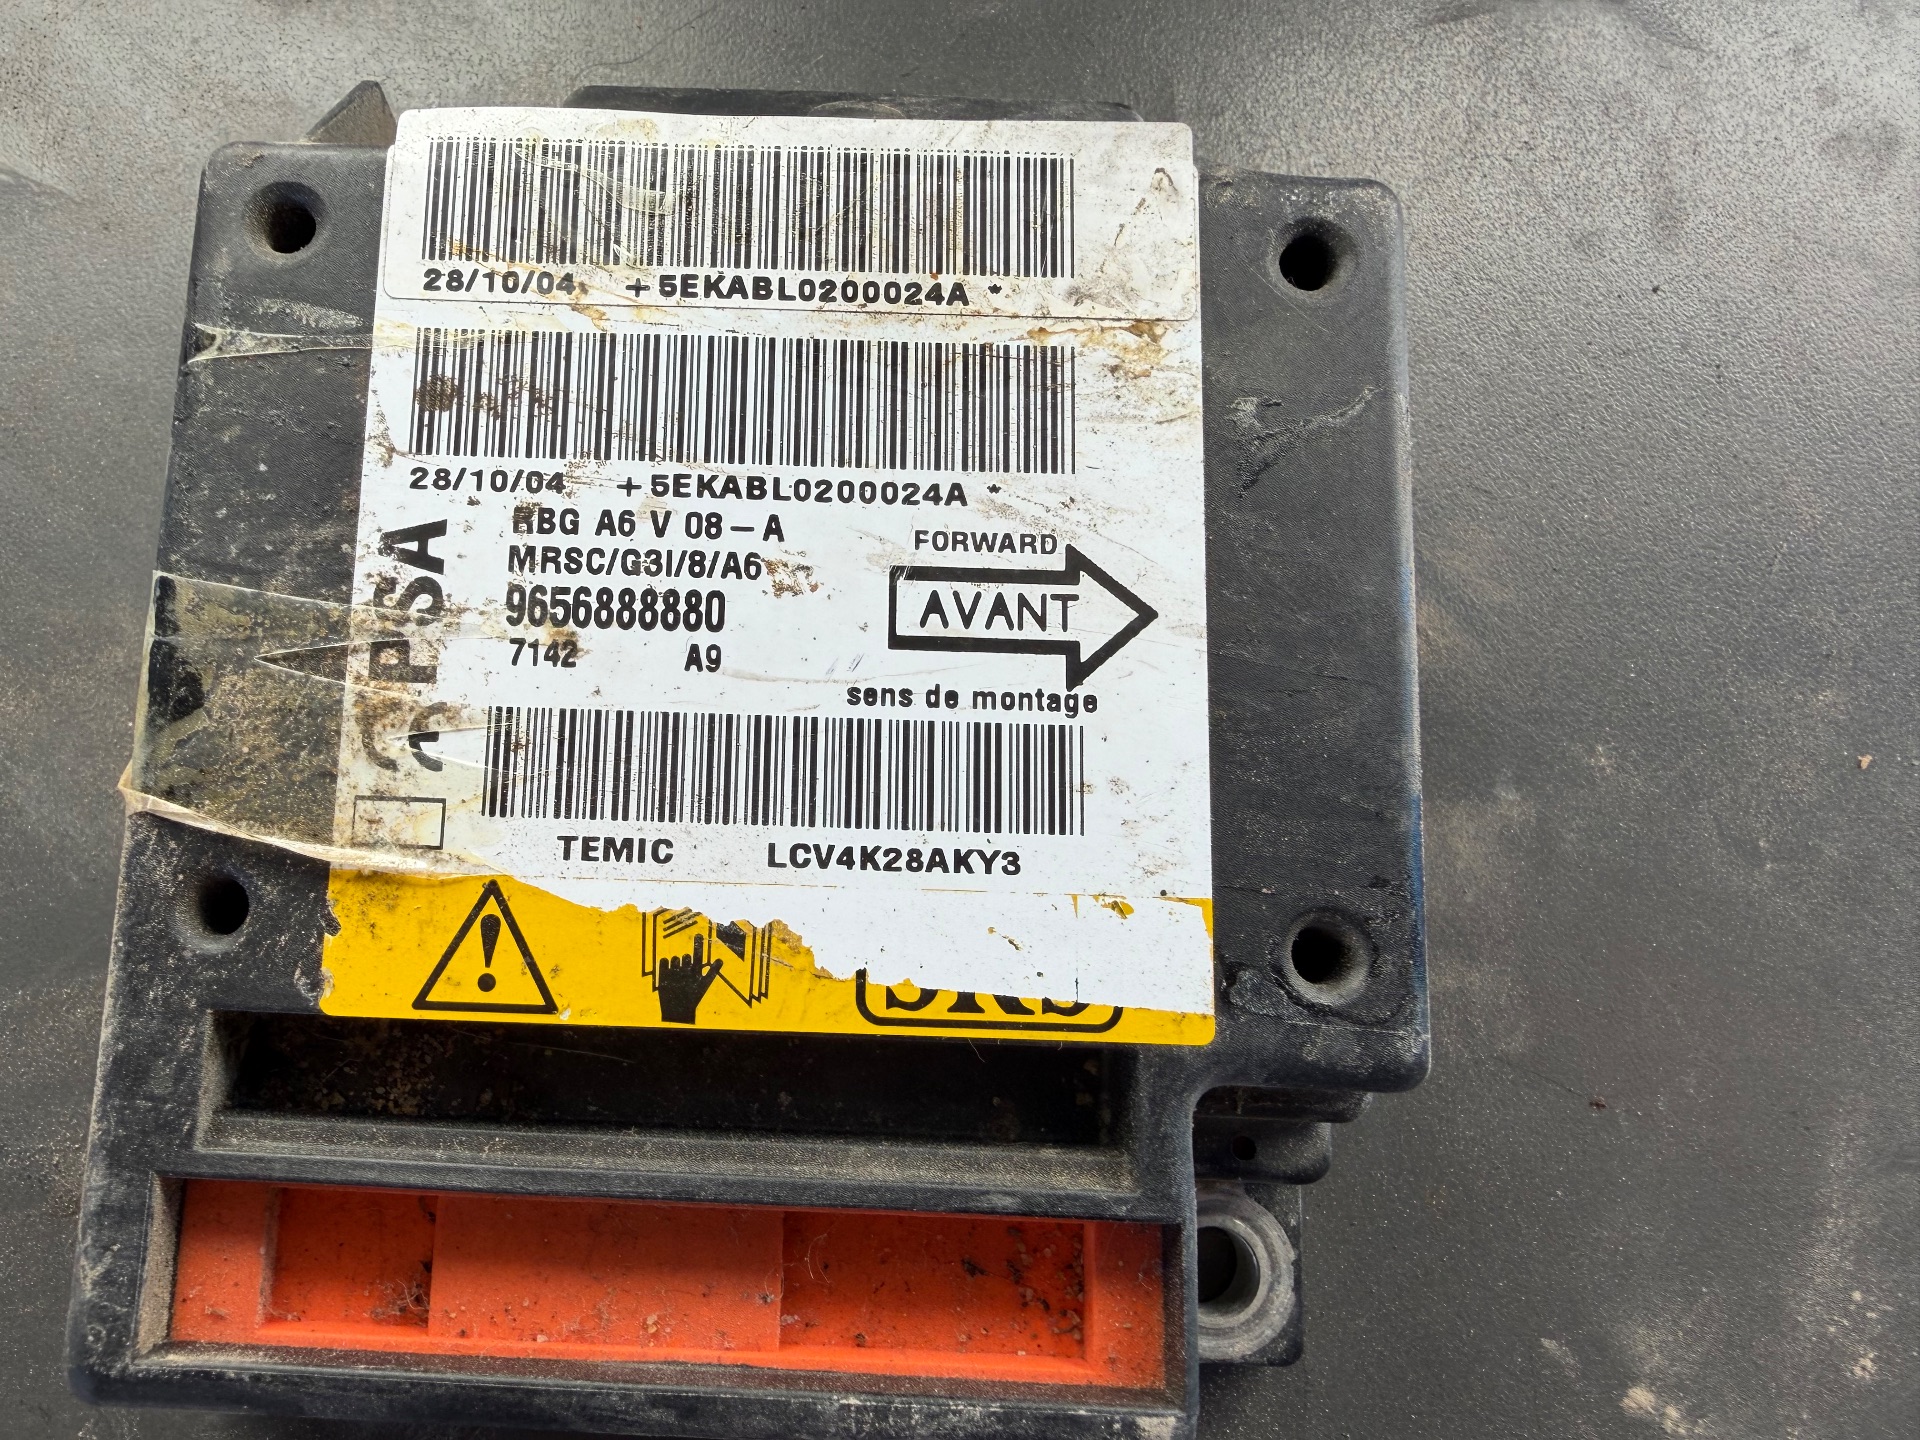 28/10/04 +5EKABL0200024A *
28/10/04 +5EKABL0200024A *
RBG A6 V 08-A
MRSC/G3I/8/A6
9656888880
7142 A9
PSA
FORWARD
AVANT
sens de montage
TEMIC LCV4K28AKY3
SRS